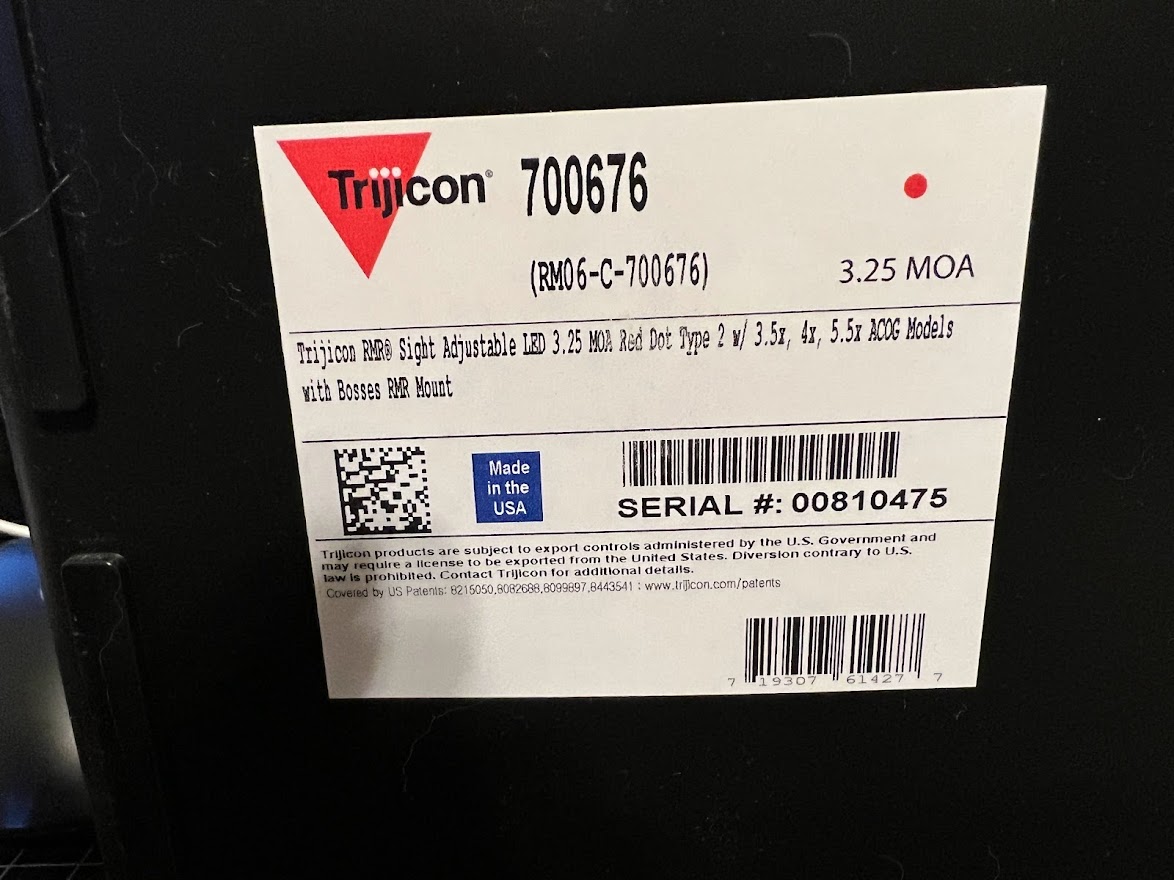 Trijicon® 700676
(RM06-C-700676) 3.25 MOA
Trijicon RMR® Sight Adjustable LED 3.25 MOA Red Dot Type 2 w/ 3.5x, 4x, 5.5x ACOG Models
with Bosses RMR Mount
Made
in the
USA
SERIAL #: 00810475
Trijicon products are subject to export controls administered by the U.S. Government and
may require a license to be exported from the United States. Diversion contrary to U.S.
law is prohibited. Contact Trijicon for additional details.
Covered by US Patents: 8215050,8082688,8099897,8443541 ; www.trijicon.com/patents
7 19307 61427 7